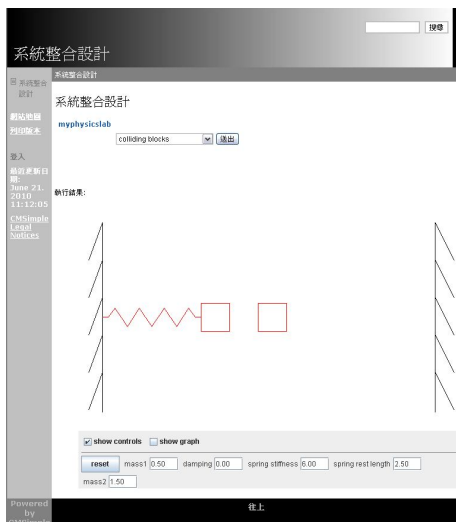 搜尋
系統整合設計
系統整合設計
系統整合
設計
系統整合設計
網站地圖
列印版本
myphysicslab
colliding blocks
送出
登入
最近更新日
期:
June 21,
2010
11:12:05
執行結果:
CMSimple
Legal
Notices
show controls
show graph
reset
mass1 0.50
damping 0.00
spring stiffness 6.00
spring rest length 2.50
mass2 1.50
Powered
by
CMSimple
往上